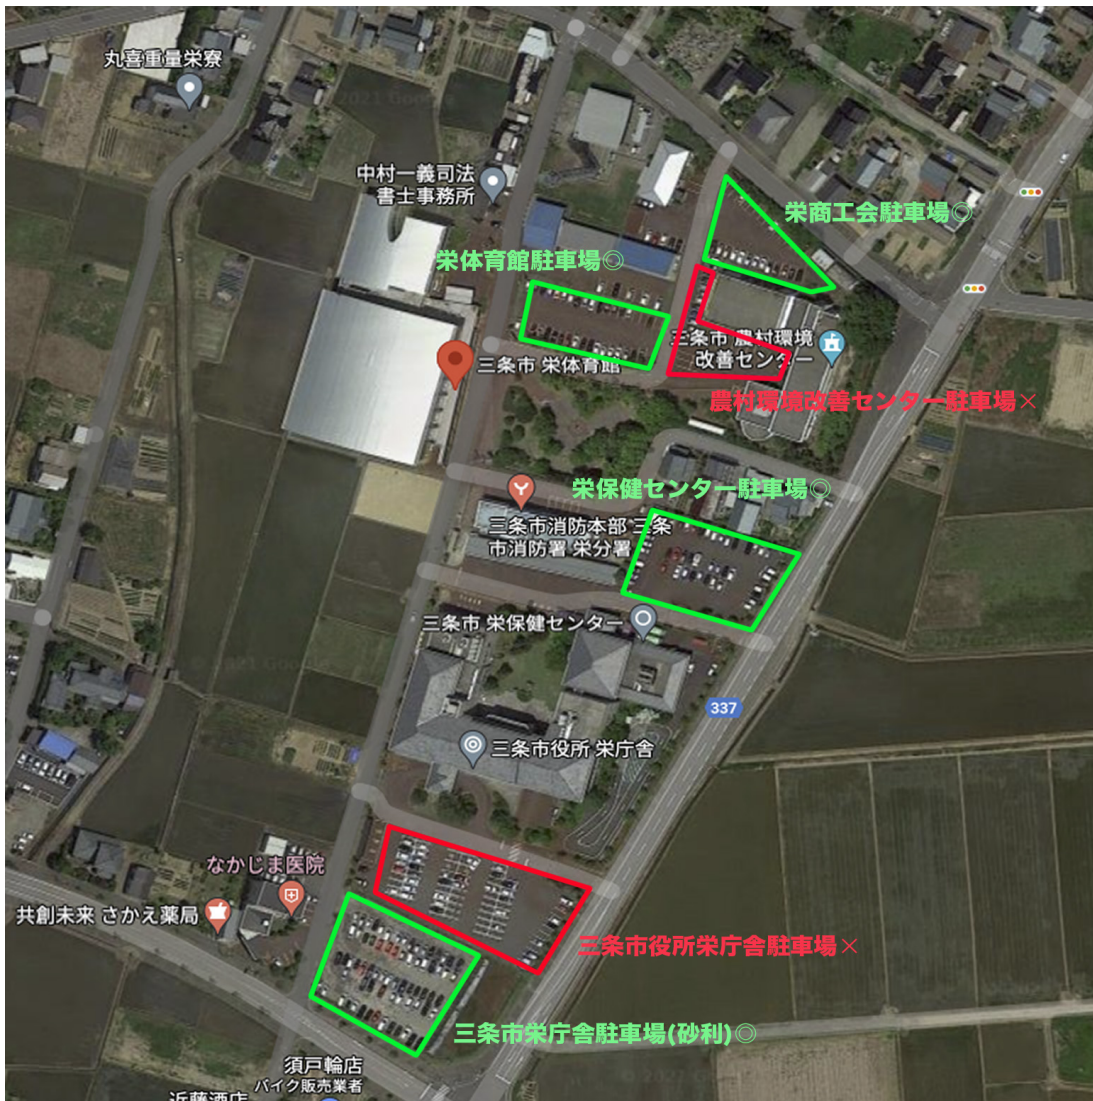 丸喜重量栄寮
中村一義司法
書士事務所
栄商工会駐車場◎
栄体育館駐車場◎
三条市 農村環境
改善センター
三条市 栄体育館
農村環境改善センター駐車場×
栄保健センター駐車場◎
三条市消防本部 三条
市消防署 栄分署
三条市 栄保健センター
337
三条市役所 栄庁舎
なかじま医院
共創未来 さかえ薬局
三条市役所栄庁舎駐車場×
三条市栄庁舎駐車場(砂利)◎
須戸輪店
バイク販売業者
近藤酒店